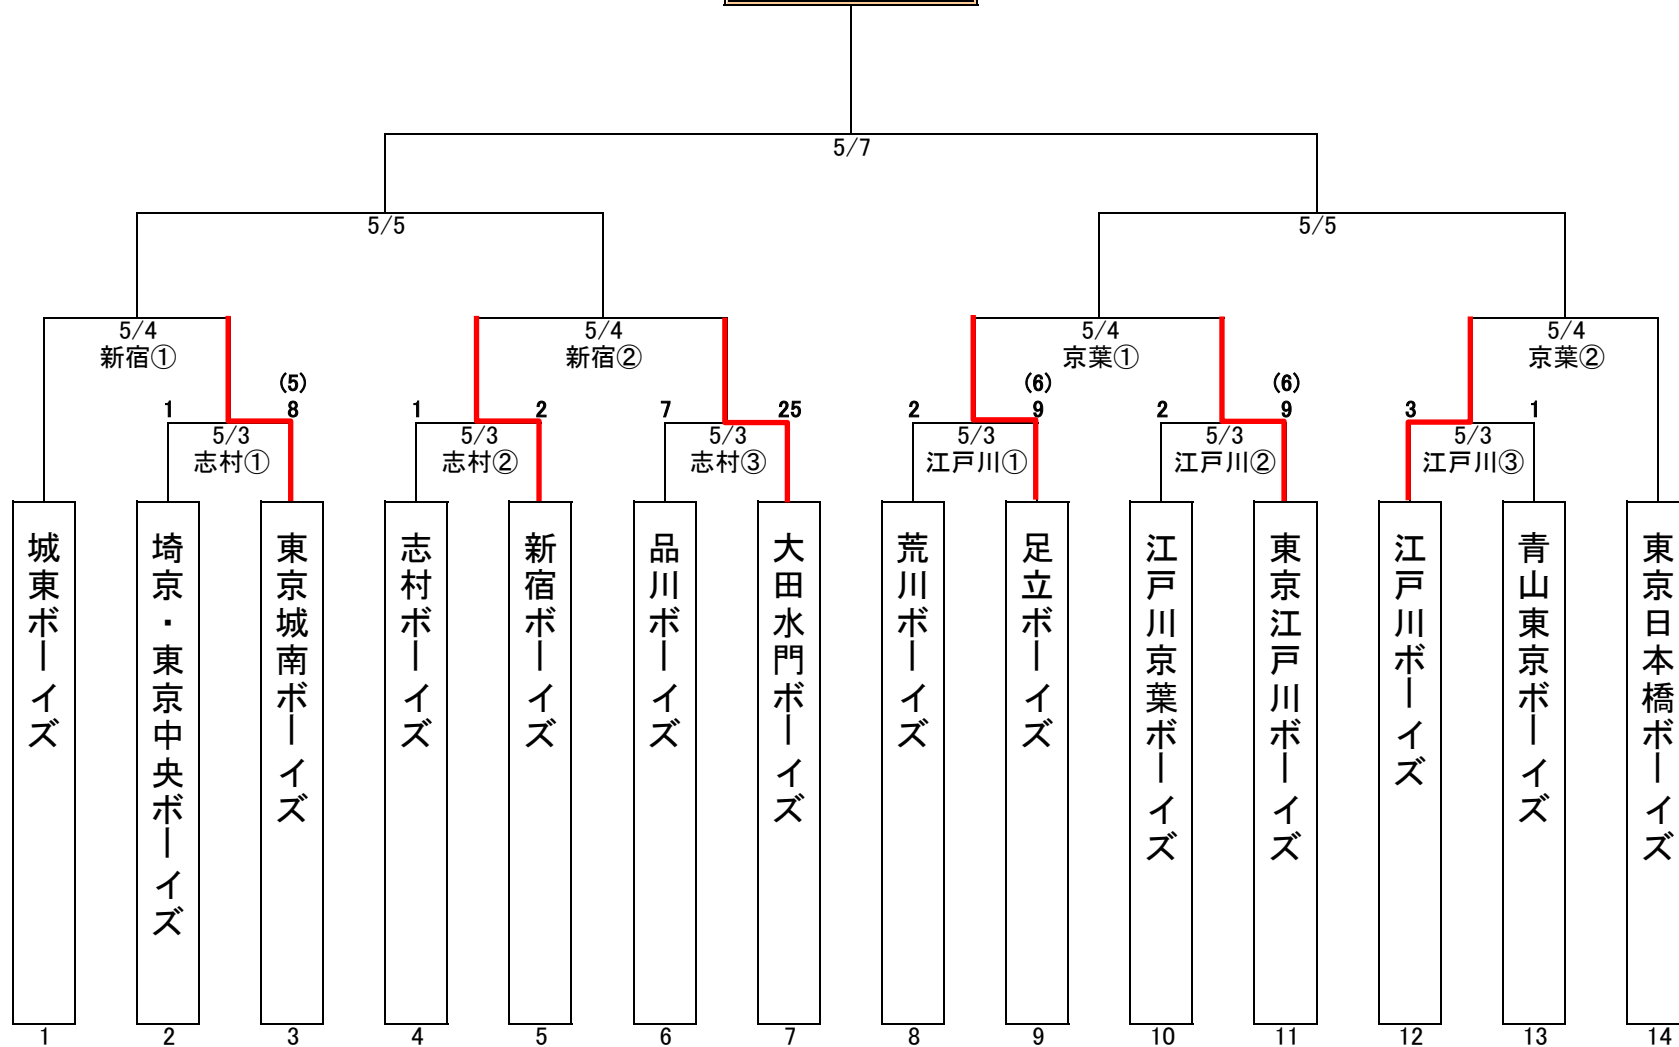 5/7
5/5
5/5
5/4
新宿①
5/4
新宿②
5/4
京葉①
5/4
京葉②
(5)
(6)
(6)
1
8
1
2
7
25
2
9
2
9
3
1
5/3
志村①
5/3
志村②
5/3
志村③
5/3
江戸川①
5/3
江戸川②
5/3
江戸川③
城東ボーイズ
埼京・東京中央ボーイズ
東京城南ボーイズ
志村ボーイズ
新宿ボーイズ
品川ボーイズ
大田水門ボーイズ
荒川ボーイズ
足立ボーイズ
江戸川京葉ボーイズ
東京江戸川ボーイズ
江戸川ボーイズ
青山東京ボーイズ
東京日本橋ボーイズ
1
2
3
4
5
6
7
8
9
10
11
12
13
14